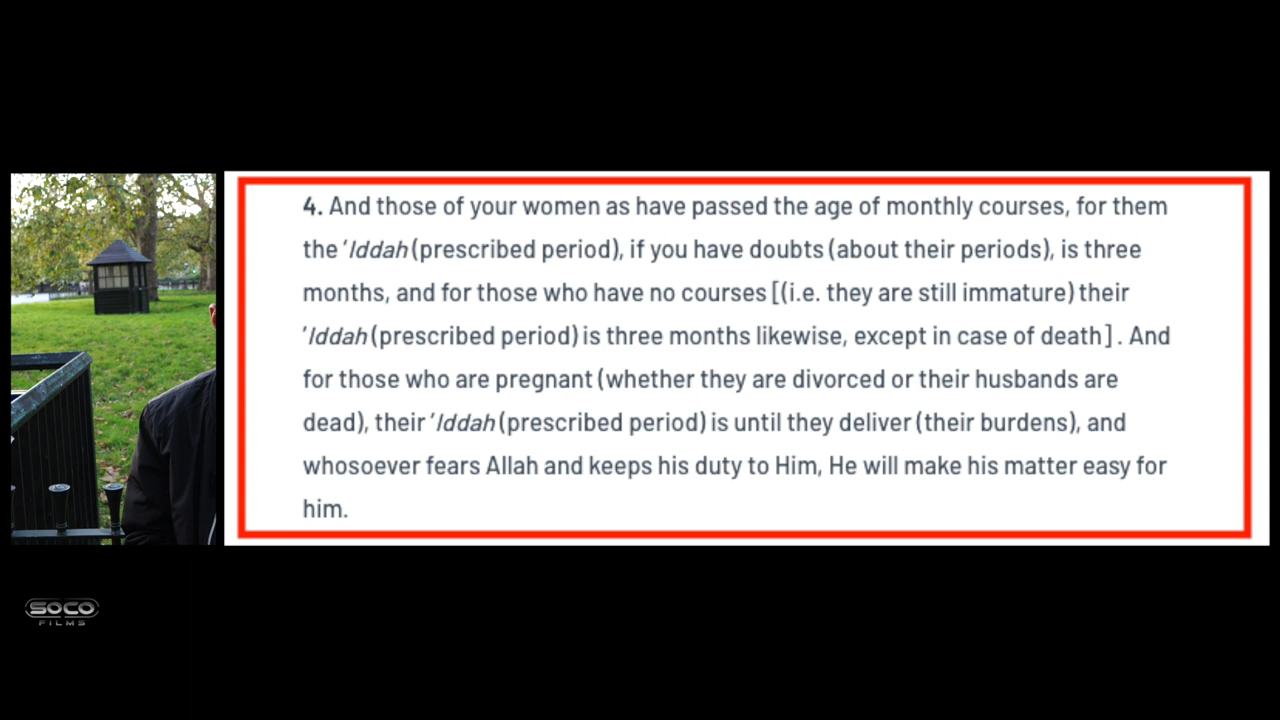 4. And those of your women as have passed the age of monthly courses, for them
the ‘Iddah (prescribed period), if you have doubts (about their periods), is three
months, and for those who have no courses [(i.e. they are still immature) their
‘Iddah (prescribed period) is three months likewise, except in case of death] . And
for those who are pregnant (whether they are divorced or their husbands are
dead), their ‘Iddah (prescribed period) is until they deliver (their burdens), and
whosoever fears Allah and keeps his duty to Him, He will make his matter easy for
him.
SOCO
FILMS